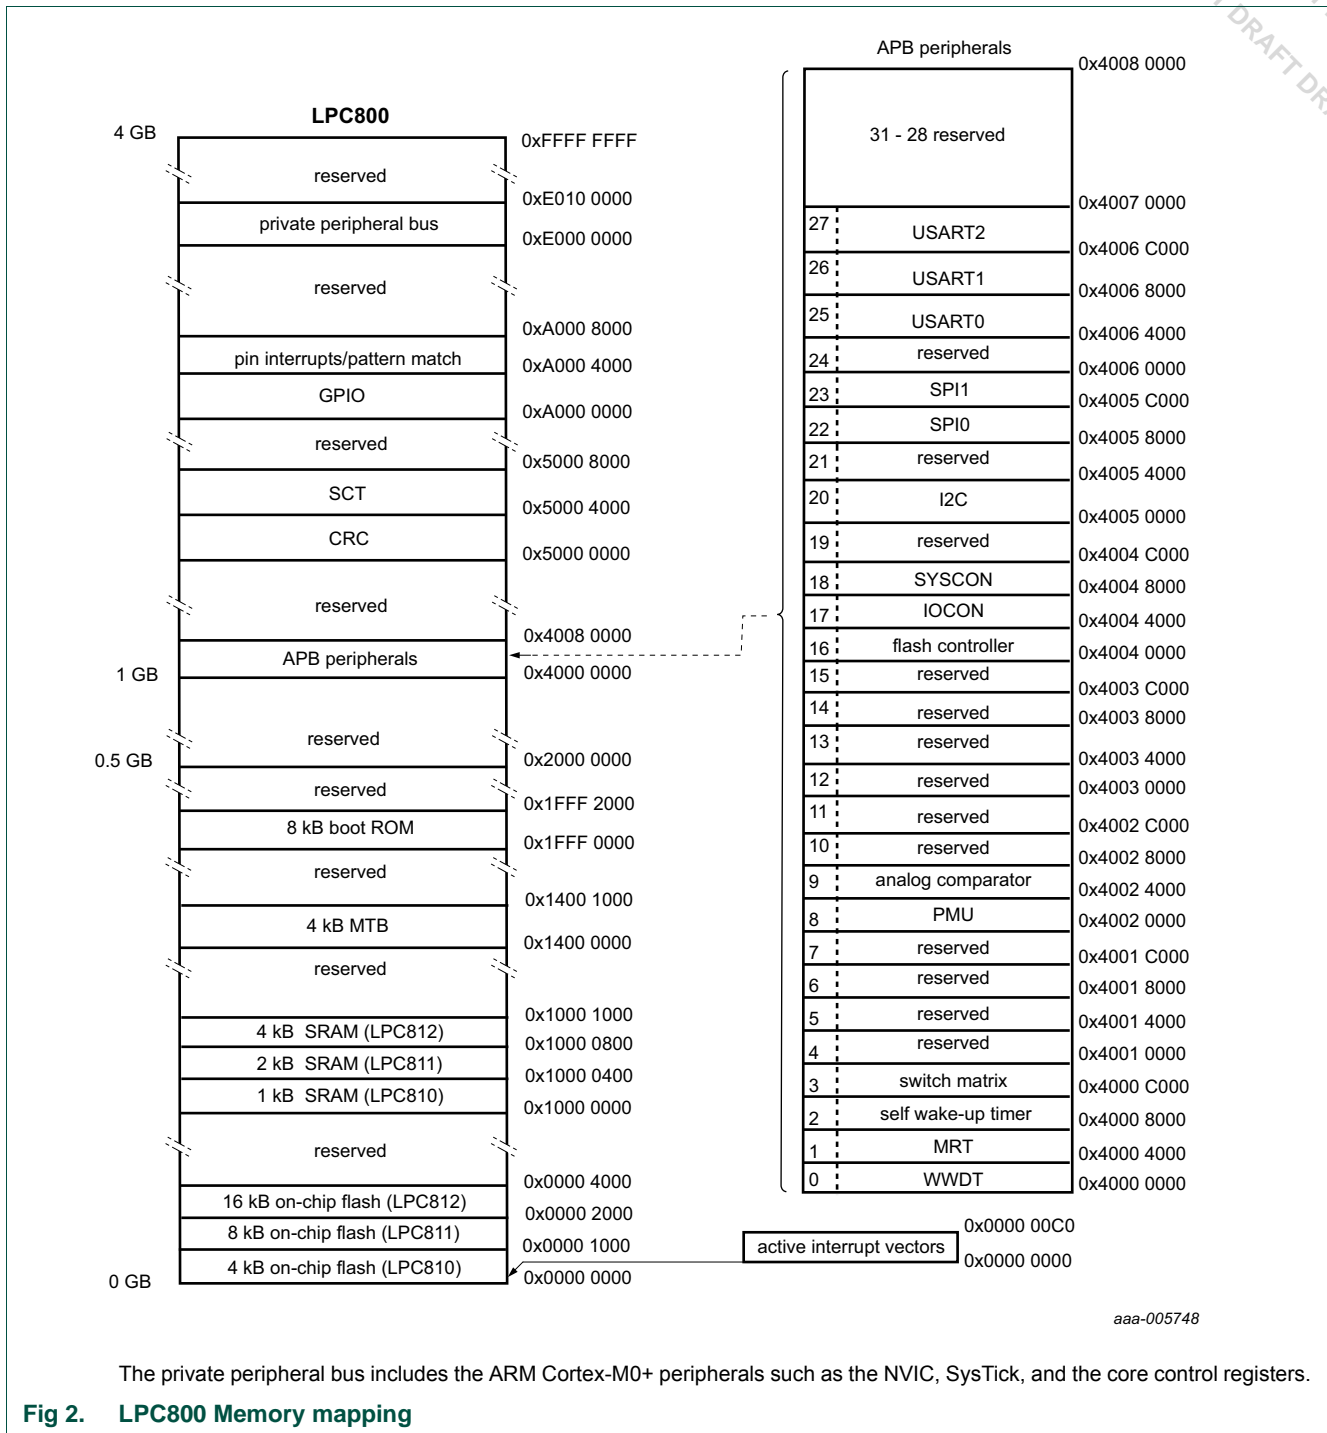 DRAFT DRAFT
LPC800
4 GB
0xFFFF FFFF
reserved
0xE010 0000
private peripheral bus
0xE000 0000
reserved
0xA000 8000
pin interrupts/pattern match
0xA000 4000
GPIO
0xA000 0000
reserved
0x5000 8000
SCT
0x5000 4000
CRC
0x5000 0000
reserved
0x4008 0000
APB peripherals
1 GB
0x4000 0000
reserved
0.5 GB
0x2000 0000
reserved
0x1FFF 2000
8 kB boot ROM
0x1FFF 0000
reserved
0x1400 1000
4 kB MTB
0x1400 0000
reserved
0x1000 1000
4 kB SRAM (LPC812)
0x1000 0800
2 kB SRAM (LPC811)
0x1000 0400
1 kB SRAM (LPC810)
0x1000 0000
reserved
0x0000 4000
16 kB on-chip flash (LPC812)
0x0000 2000
8 kB on-chip flash (LPC811)
0x0000 1000
4 kB on-chip flash (LPC810)
0 GB
0x0000 0000
APB peripherals
0x4008 0000
31 - 28 reserved
0x4007 0000
27 USART2
0x4006 C000
26 USART1
0x4006 8000
25 USART0
0x4006 4000
24 reserved
0x4006 0000
23 SPI1
0x4005 C000
22 SPI0
0x4005 8000
21 reserved
0x4005 4000
20 I2C
0x4005 0000
19 reserved
0x4004 C000
18 SYSCON
0x4004 8000
17 IOCON
0x4004 4000
16 flash controller
0x4004 0000
15 reserved
0x4003 C000
14 reserved
0x4003 8000
13 reserved
0x4003 4000
12 reserved
0x4003 0000
11 reserved
0x4002 C000
10 reserved
0x4002 8000
9 analog comparator
0x4002 4000
8 PMU
0x4002 0000
7 reserved
0x4001 C000
6 reserved
0x4001 8000
5 reserved
0x4001 4000
4 reserved
0x4001 0000
3 switch matrix
0x4000 C000
2 self wake-up timer
0x4000 8000
1 MRT
0x4000 4000
0 WWDT
0x4000 0000
0x0000 00C0
active interrupt vectors
0x0000 0000
aaa-005748
The private peripheral bus includes the ARM Cortex-M0+ peripherals such as the NVIC, SysTick, and the core control registers.
Fig 2. LPC800 Memory mapping